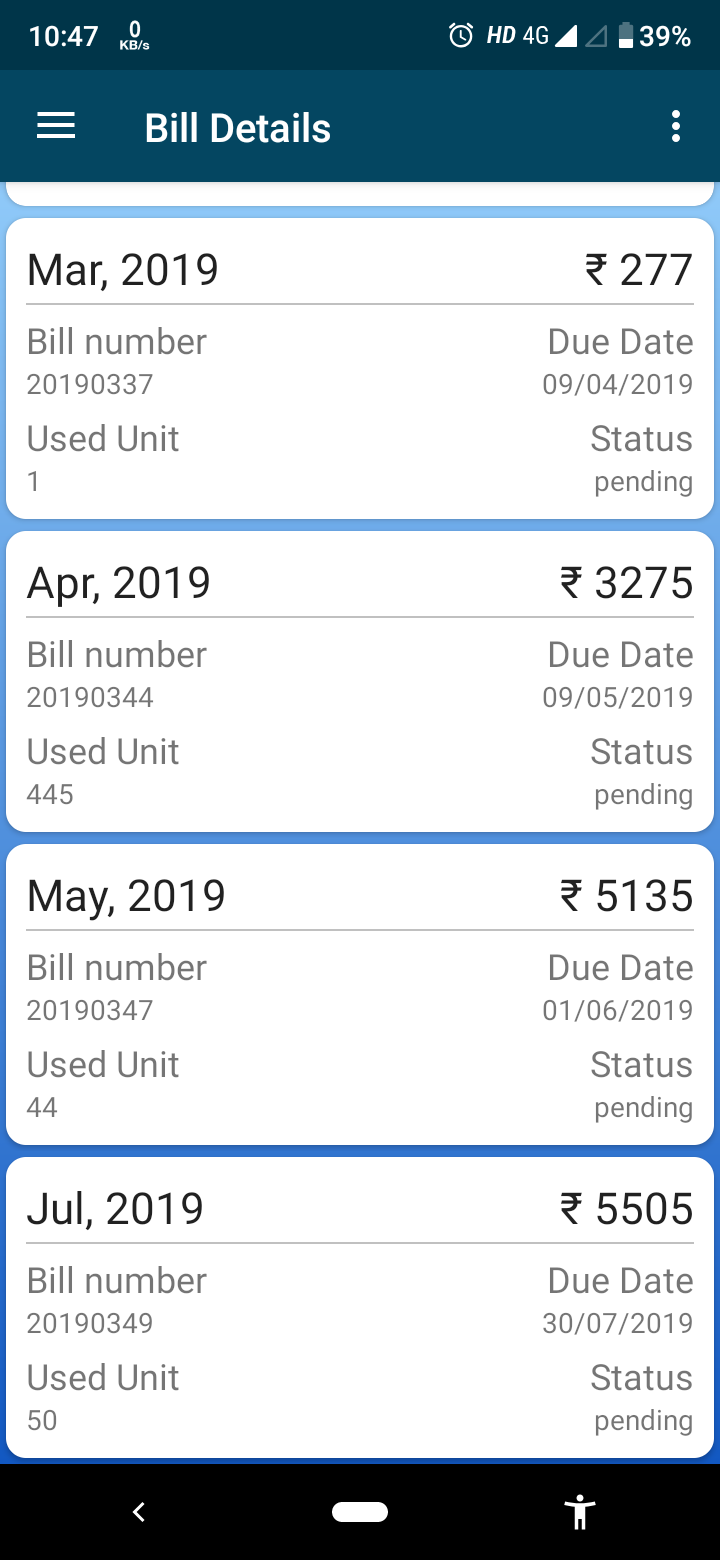 10:47 0 KB/s HD 4G 39%
Bill Details
Mar, 2019 ₹ 277
Bill number Due Date
20190337 09/04/2019
Used Unit Status
1 pending
Apr, 2019 ₹ 3275
Bill number Due Date
20190344 09/05/2019
Used Unit Status
445 pending
May, 2019 ₹ 5135
Bill number Due Date
20190347 01/06/2019
Used Unit Status
44 pending
Jul, 2019 ₹ 5505
Bill number Due Date
20190349 30/07/2019
Used Unit Status
50 pending